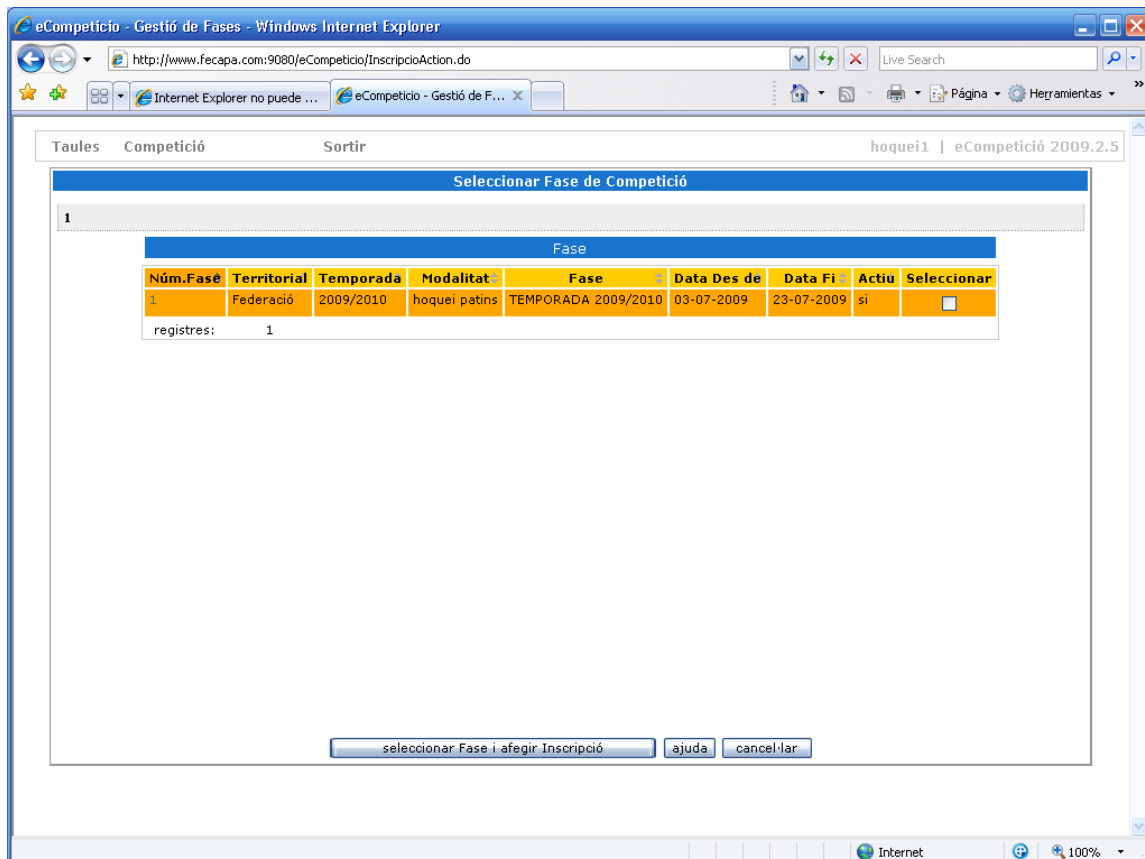 eCompeticio - Gestió de Fases - Windows Internet Explorer
http://www.fecapa.com:9080/eCompeticio/InscripcioAction.do
Live Search
Internet Explorer no puede ...
eCompeticio - Gestió de F...
Página
Herramientas
Taules Competició Sortir hoquei1 | eCompetició 2009.2.5
Seleccionar Fase de Competició
1
Fase
Núm.Fase Territorial Temporada Modalitat Fase Data Des de Data Fi Actiu Seleccionar
1 Federació 2009/2010 hoquei patins TEMPORADA 2009/2010 03-07-2009 23-07-2009 si
registres: 1
seleccionar Fase i afegir Inscripció ajuda cancel·lar
Internet 100%